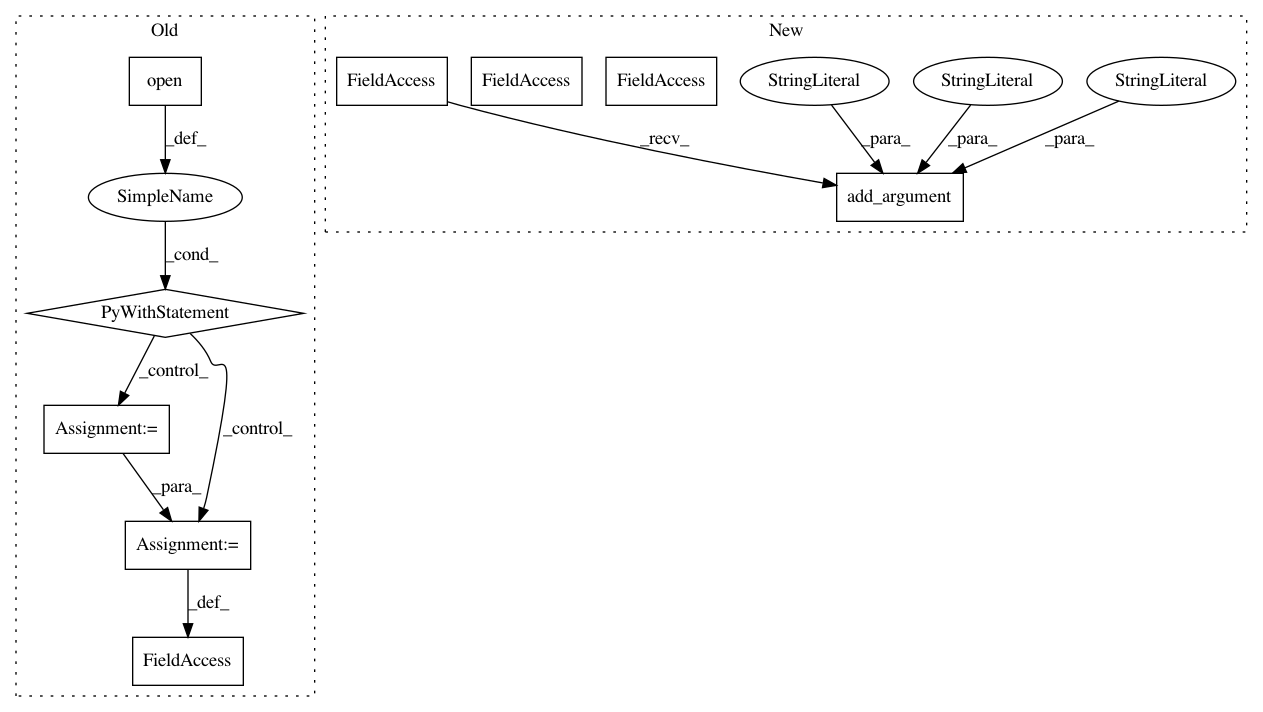 Old
New
open
FieldAccess
FieldAccess
FieldAccess
StringLiteral
StringLiteral
StringLiteral
_def_
_recv_
_para_
_para_
_para_
SimpleName
add_argument
_cond_
PyWithStatement
_control_
Assignment:=
_control_
_para_
Assignment:=
_def_
FieldAccess